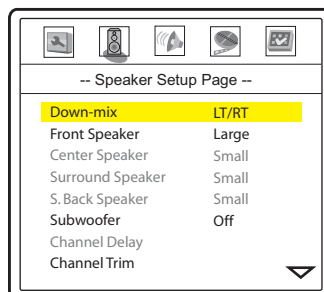 -- Speaker Setup Page --
Down-mix LT/RT
Front Speaker Large
Center Speaker Small
Surround Speaker Small
S. Back Speaker Small
Subwoofer Off
Channel Delay
Channel Trim